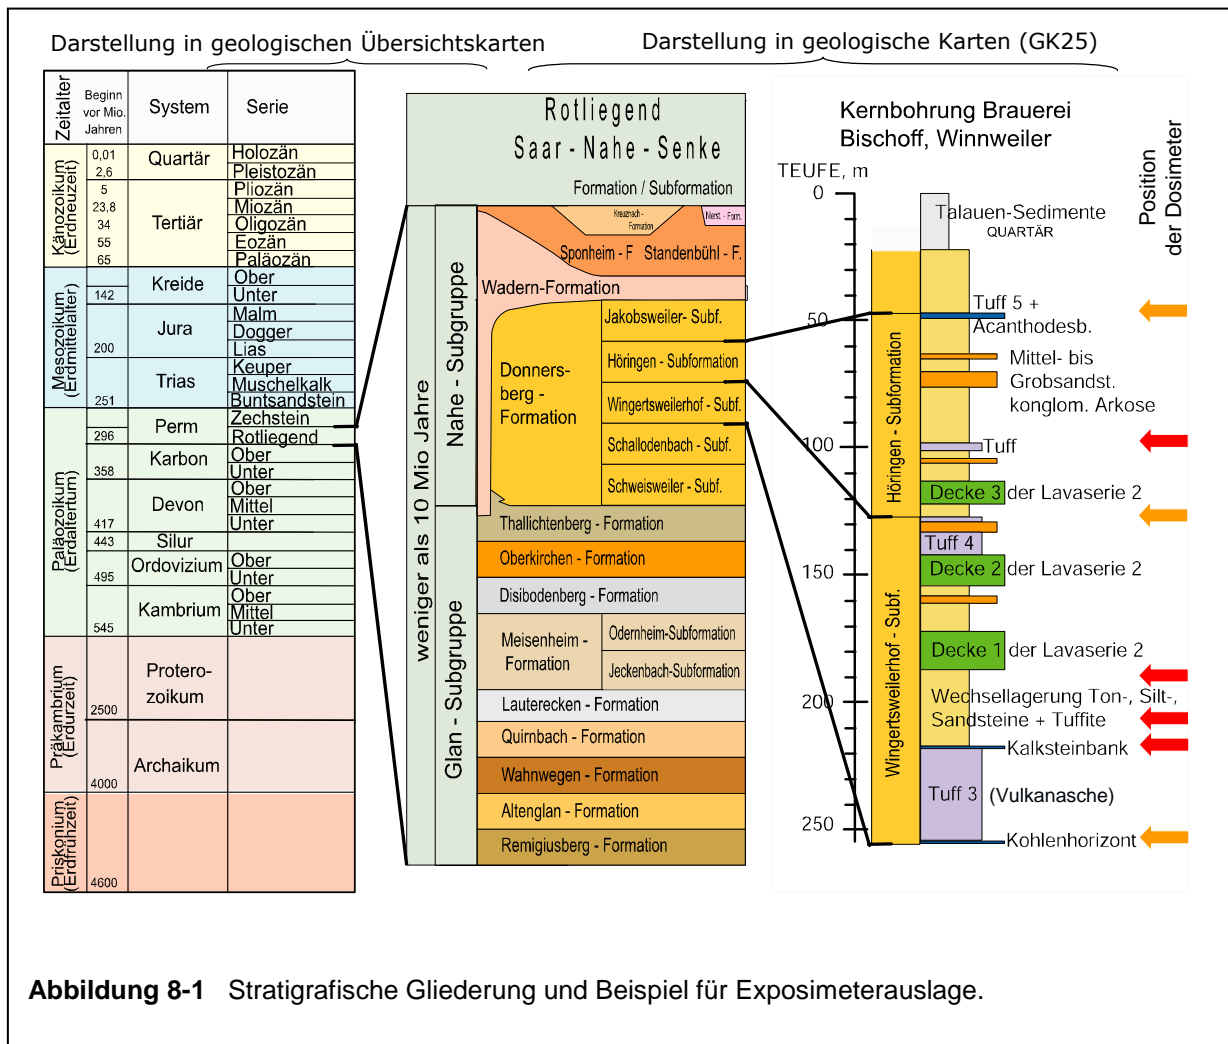 Darstellung in geologischen Übersichtskarten
Darstellung in geologische Karten (GK25)
Zeitalter
Beginn
vor Mio.
Jahren
System
Serie
Känozoikum
(Erdneuzeit)
0,01
2,6
5
23,8
34
55
65
Quartär
Tertiär
Holozän
Pleistozän
Pliozän
Miozän
Oligozän
Eozän
Paläozän
Mesozoikum
(Erdmittelalter)
142
200
251
Kreide
Jura
Trias
Ober
Unter
Malm
Dogger
Lias
Keuper
Muschelkalk
Buntsandstein
Paläozoikum
(Erdaltertum)
296
358
417
443
495
545
Perm
Karbon
Devon
Silur
Ordovizium
Kambrium
Zechstein
Rotliegend
Ober
Unter
Ober
Mittel
Unter
Ober
Unter
Ober
Mittel
Unter
Präkambrium
(Erdurzeit)
2500
4000
Protero-
zoikum
Archaikum
Priskonium
(Erdfrühzeit)
4600
Rotliegend
Saar - Nahe - Senke
Formation / Subformation
weniger als 10 Mio Jahre
Nahe - Subgruppe
Glan - Subgruppe
Kreuznach -
Formation
Nerst. - Form.
Sponheim - F
Standenbühl - F.
Wadern-Formation
Donners-
berg -
Formation
Jakobsweiler- Subf.
Höringen - Subformation
Wingertsweilerhof - Subf.
Schallodenbach - Subf.
Schweisweiler - Subf.
Thallichtenberg - Formation
Oberkirchen - Formation
Disibodenberg - Formation
Meisenheim -
Formation
Odernheim-Subformation
Jeckenbach-Subformation
Lauterecken - Formation
Quirnbach - Formation
Wahnwegen - Formation
Altenglan - Formation
Remigiusberg - Formation
Kernbohrung Brauerei
Bischoff, Winnweiler
TEUFE, m
0
50
100
150
200
250
Position
der Dosimeter
Höringen - Subformation
Wingertsweilerhof - Subf.
Talauen-Sedimente
QUARTÄR
Tuff 5 +
Acanthodesb.
Mittel- bis
Grobsandst.
konglom. Arkose
Tuff
Decke 3 der Lavaserie 2
Tuff 4
Decke 2 der Lavaserie 2
Decke 1 der Lavaserie 2
Wechsellagerung Ton-, Silt-,
Sandsteine + Tuffite
Kalksteinbank
Tuff 3 (Vulkanasche)
Kohlenhorizont
Abbildung 8-1 Stratigrafische Gliederung und Beispiel für Exposimeterauslage.